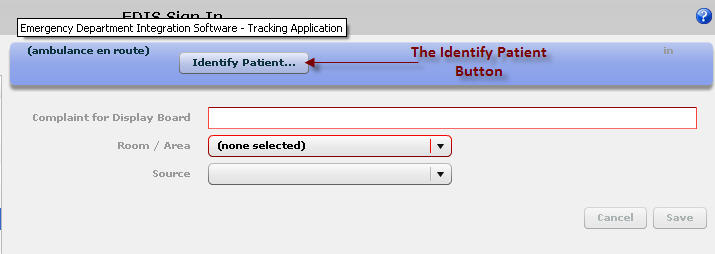 EDIS Sign In
Emergency Department Integration Software - Tracking Application
(ambulance en route)
Identify Patient...
The Identify Patient
Button
in
Complaint for Display Board
Room / Area
(none selected)
Source
Cancel
Save
?